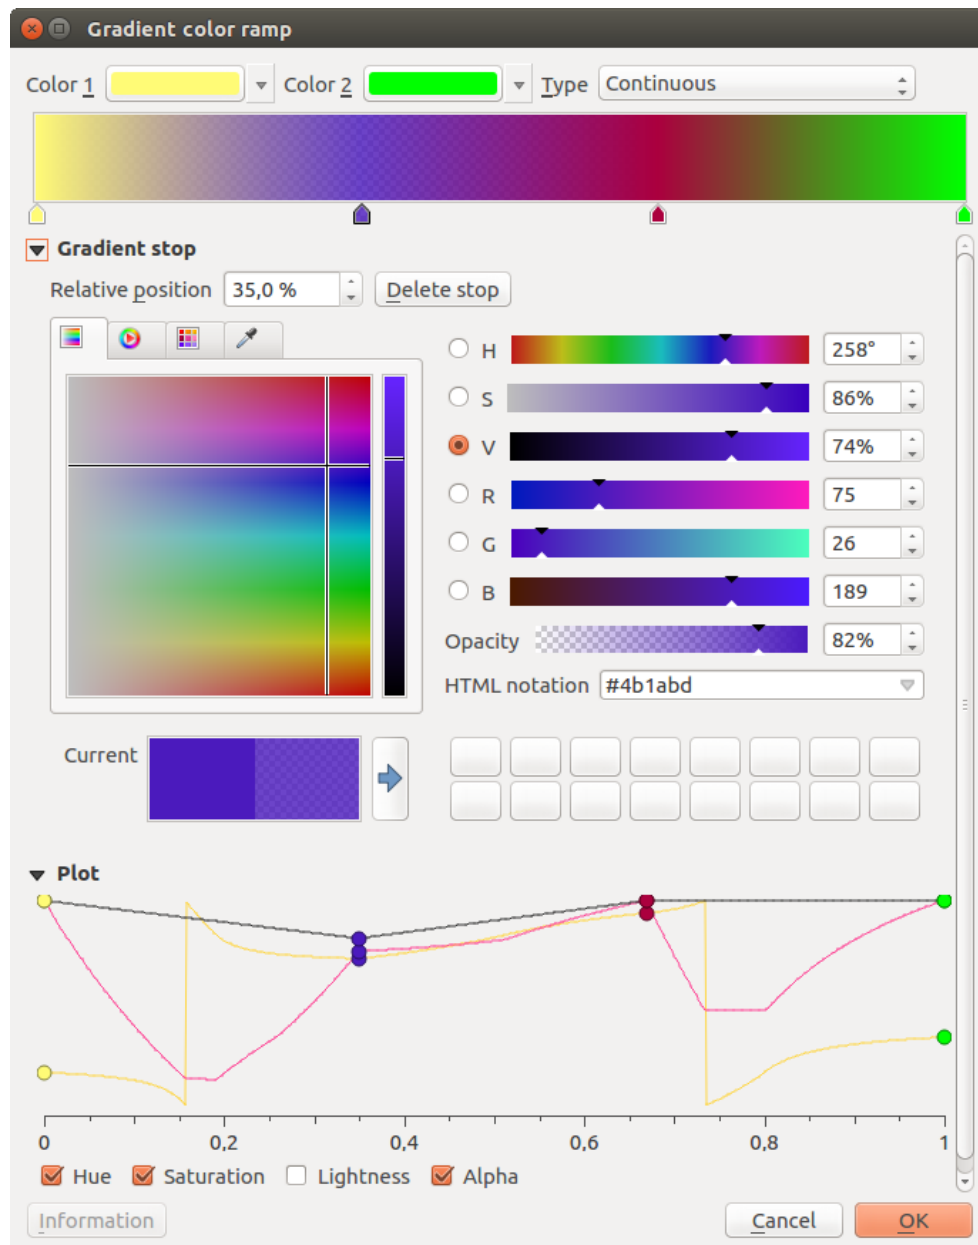 Gradient color ramp
Color 1 Color 2 Type Continuous
Gradient stop
Relative position 35,0 % Delete stop
H 258°
S 86%
V 74%
R 75
G 26
B 189
Opacity 82%
HTML notation #4b1abd
Current
Plot
0 0,2 0,4 0,6 0,8 1
Hue Saturation Lightness Alpha
Information Cancel OK